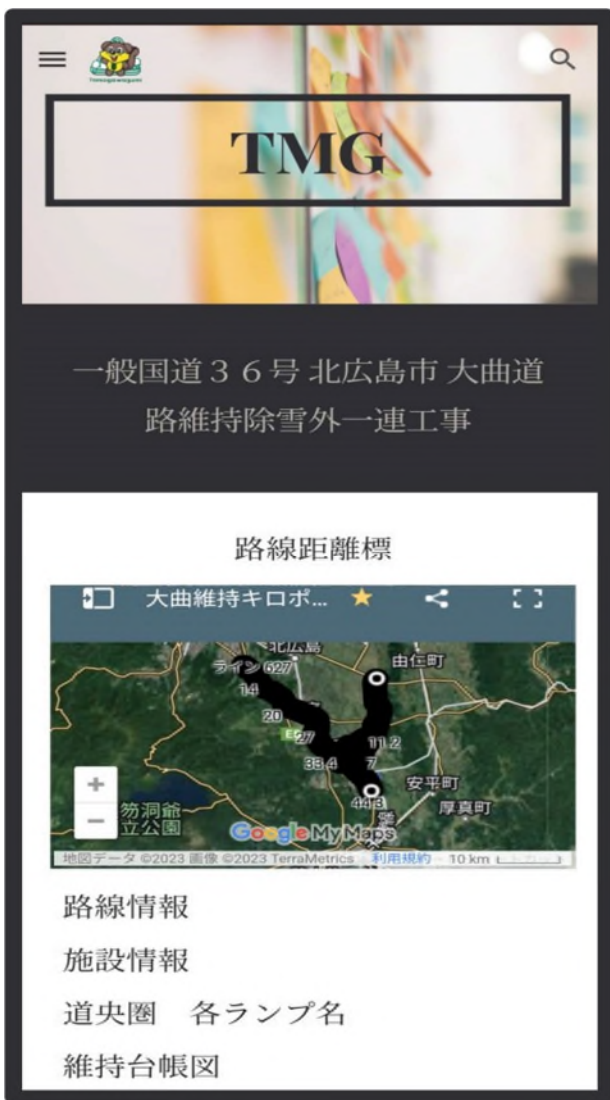 TMG
一般国道３６号 北広島市 大曲道
路維持除雪外一連工事
路線距離標
大曲維持キロポ...
北広島
ライン 627
由仁町
14
20
27
11 2
33 4
7
安平町
44 3
厚真町
笏洞爺
立公園
Google My Maps
地図データ ©2023 画像 ©2023 TerraMetrics 利用規約 10 km
路線情報
施設情報
道央圏　各ランプ名
維持台帳図